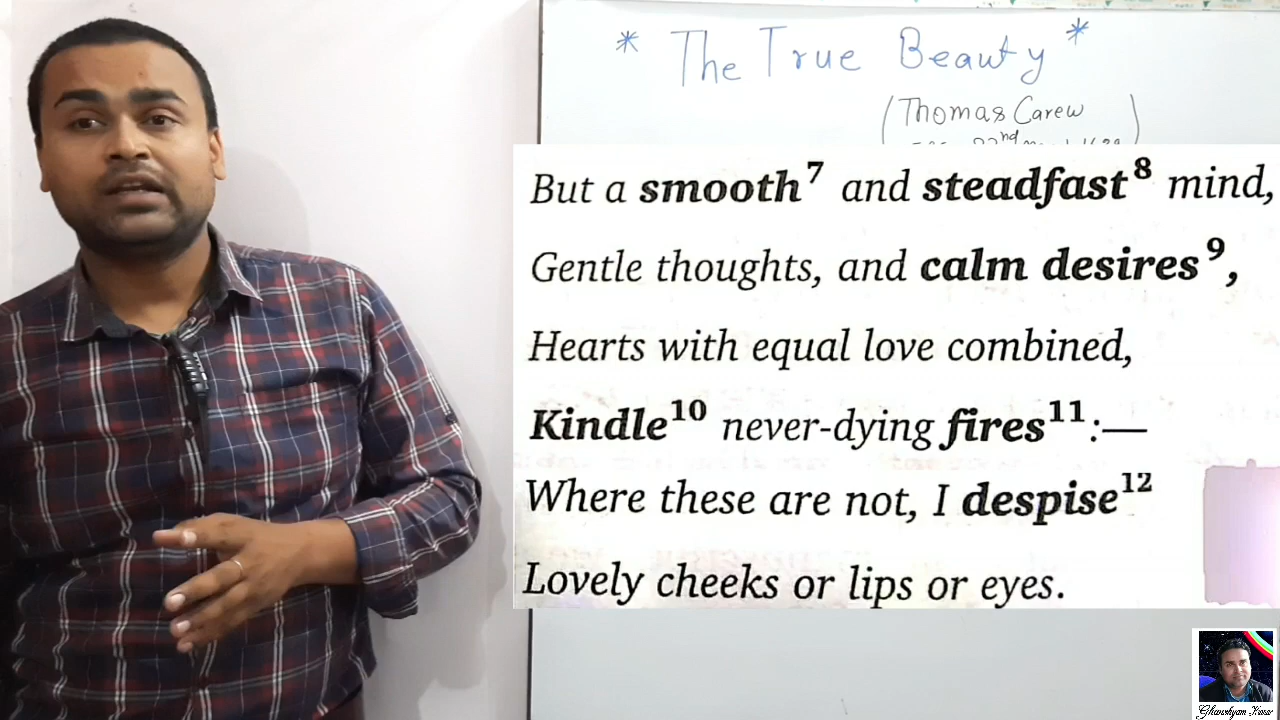 * The True Beauty *
(Thomas Carew
But a smooth⁷ and steadfast⁸ mind,
Gentle thoughts, and calm desires⁹,
Hearts with equal love combined,
Kindle¹⁰ never-dying fires¹¹:—
Where these are not, I despise¹²
Lovely cheeks or lips or eyes.